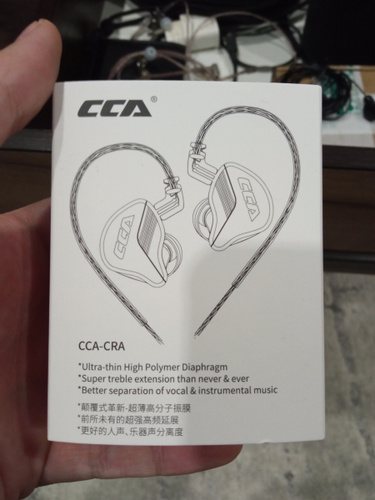 CCA®
CCA
CCA
CCA-CRA
*Ultra-thin High Polymer Diaphragm
*Super treble extension than never & ever
*Better separation of vocal & instrumental music
*颠覆式革新-超薄高分子振膜
*前所未有的超强高频延展
*更好的人声、乐器声分离度